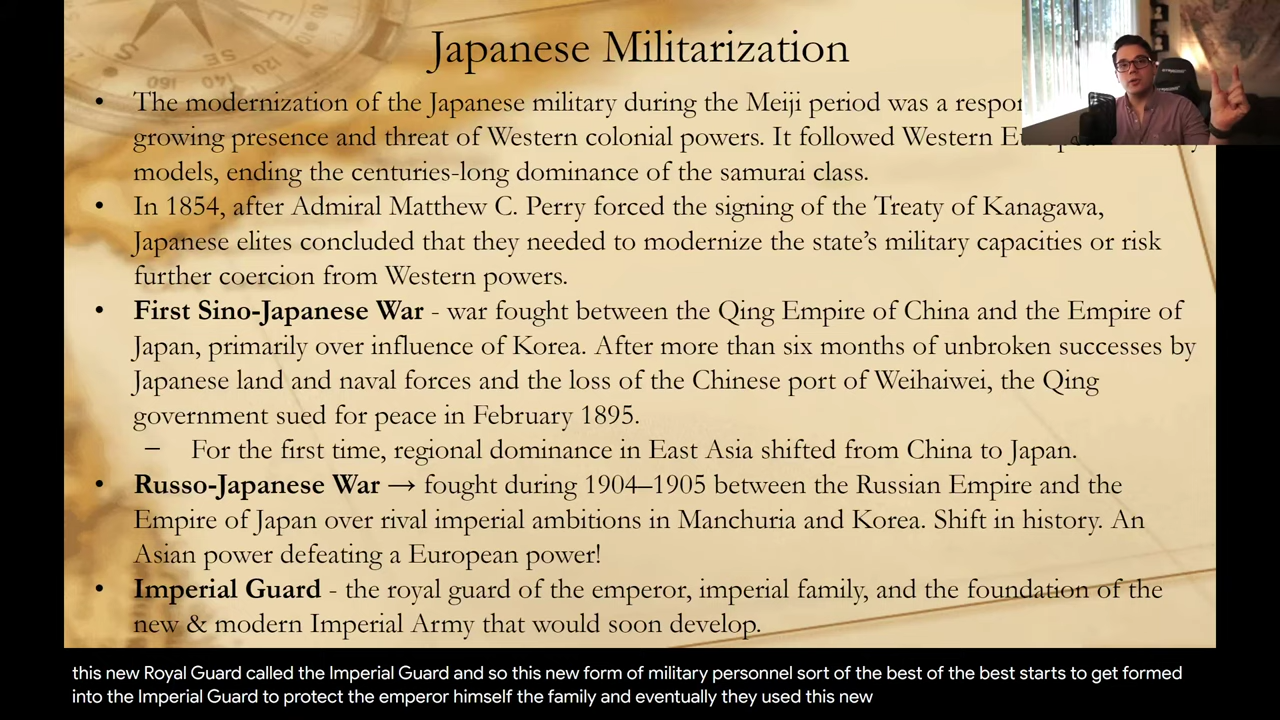 Japanese Militarization
• The modernization of the Japanese military during the Meiji period was a
growing presence and threat of Western colonial powers. It followed Western
models, ending the centuries-long dominance of the samurai class.
• In 1854, after Admiral Matthew C. Perry forced the signing of the Treaty of Kanagawa,
Japanese elites concluded that they needed to modernize the state’s military capacities or risk
further coercion from Western powers.
• First Sino-Japanese War - war fought between the Qing Empire of China and the Empire of
Japan, primarily over influence of Korea. After more than six months of unbroken successes by
Japanese land and naval forces and the loss of the Chinese port of Weihaiwei, the Qing
government sued for peace in February 1895.
– For the first time, regional dominance in East Asia shifted from China to Japan.
• Russo-Japanese War → fought during 1904–1905 between the Russian Empire and the
Empire of Japan over rival imperial ambitions in Manchuria and Korea. Shift in history. An
Asian power defeating a European power!
• Imperial Guard - the royal guard of the emperor, imperial family, and the foundation of the
new & modern Imperial Army that would soon develop.
this new Royal Guard called the Imperial Guard and so this new form of military personnel sort of the best of the best starts to get formed
into the Imperial Guard to protect the emperor himself the family and eventually they used this new